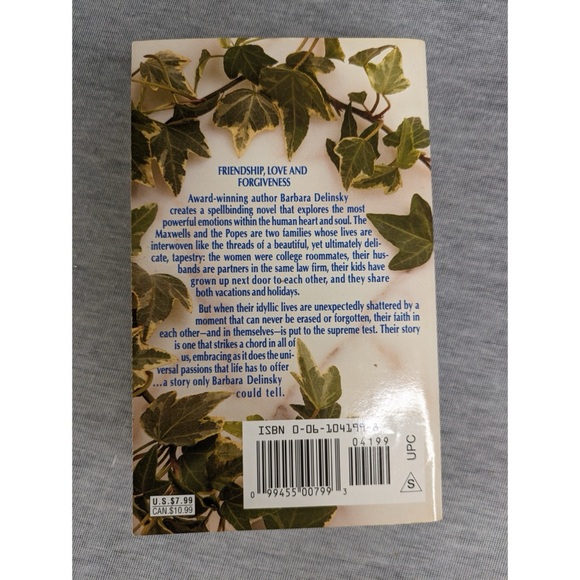 FRIENDSHIP, LOVE AND
FORGIVENESS
Award-winning author Barbara Delinsky
creates a spellbinding novel that explores the most
powerful emotions within the human heart and soul. The
Maxwells and the Popes are two families whose lives are
interwoven like the threads of a beautiful, yet ultimately deli-
cate, tapestry: the women were college roommates, their hus-
bands are partners in the same law firm, their kids have
grown up next door to each other, and they share
both vacations and holidays.
But when their idyllic lives are unexpectedly shattered by a
moment that can never be erased or forgotten, their faith in
each other—and in themselves—is put to the supreme test. Their story
is one that strikes a chord in all of
us, embracing as it does the uni-
versal passions that life has to offer
...a story only Barbara Delinsky
could tell.
ISBN 0-06-104199-
04199
0 99455 00799 3
UPC
S
U.S.$7.99
CAN.$10.99